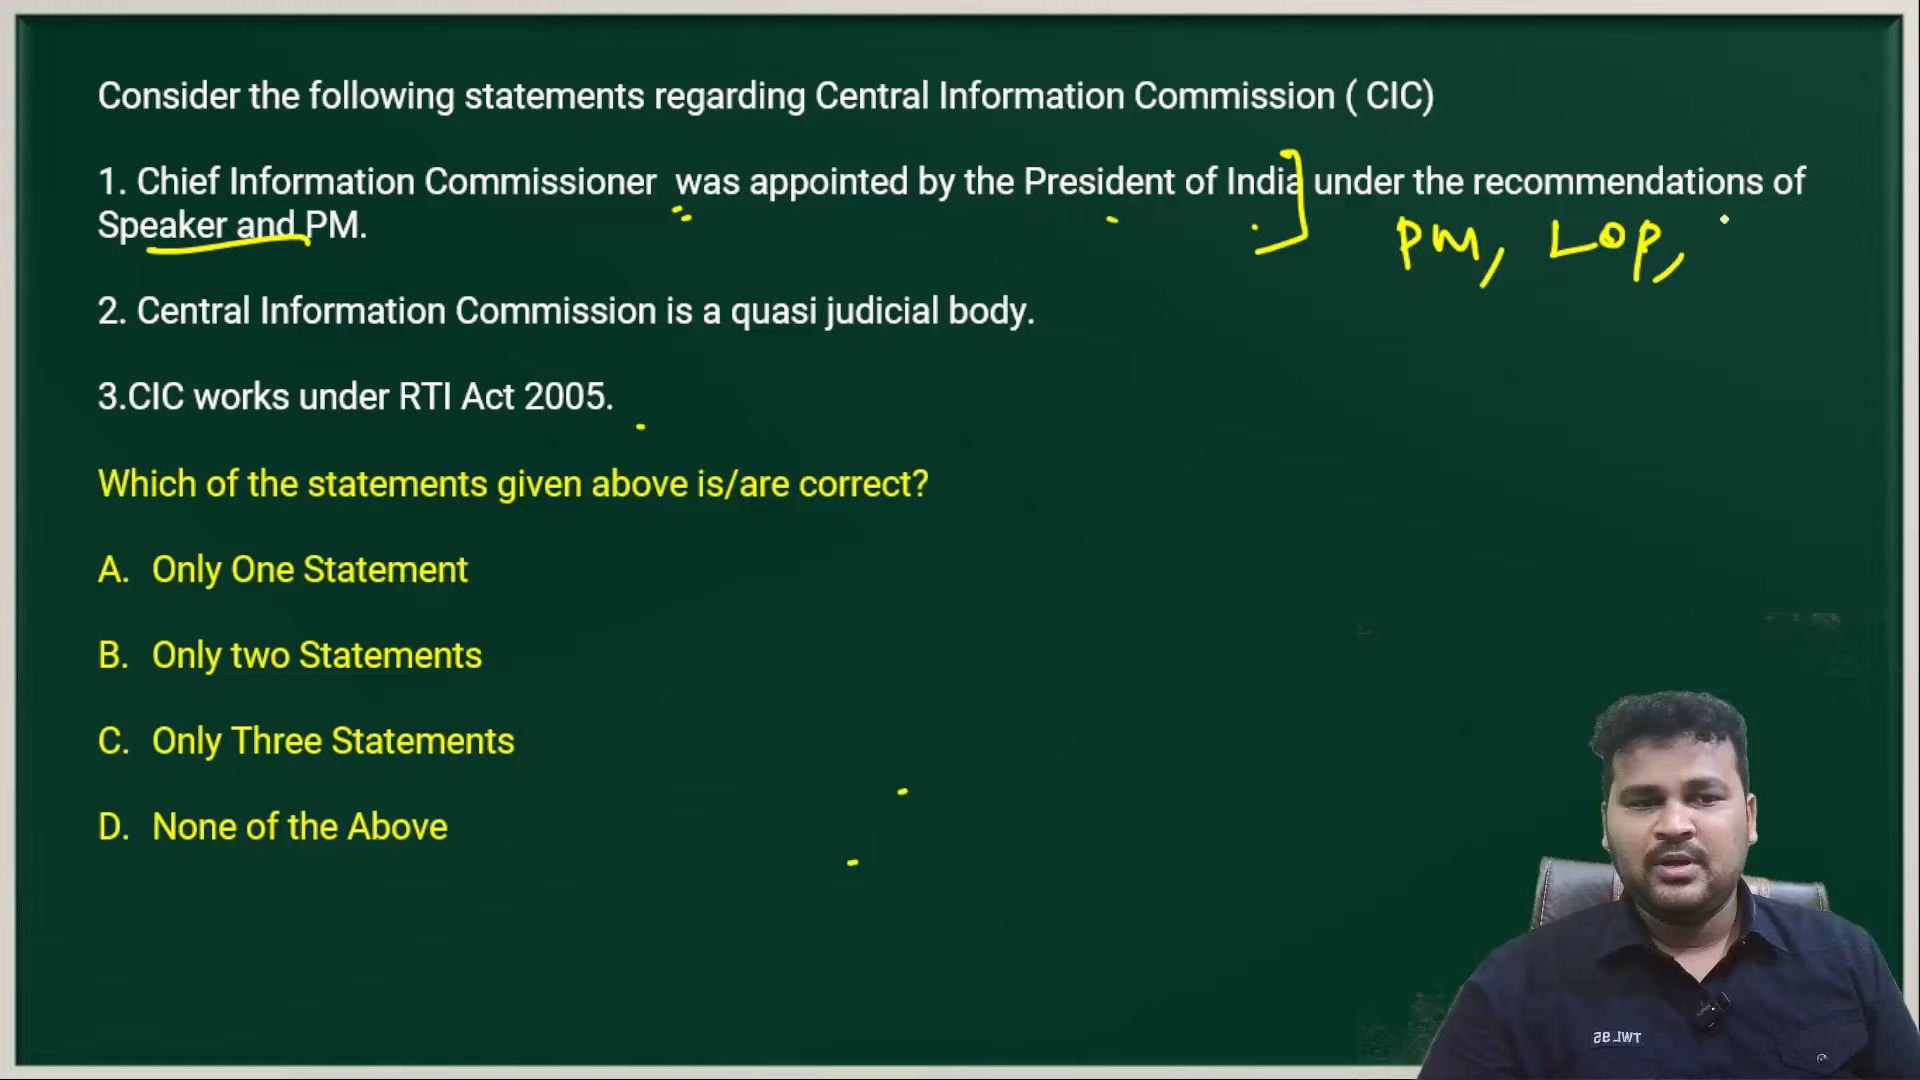 Consider the following statements regarding Central Information Commission ( CIC)
1. Chief Information Commissioner was appointed by the President of India under the recommendations of
Speaker and PM.
PM, LOP,
2. Central Information Commission is a quasi judicial body.
3.CIC works under RTI Act 2005.
Which of the statements given above is/are correct?
A. Only One Statement
B. Only two Statements
C. Only Three Statements
D. None of the Above